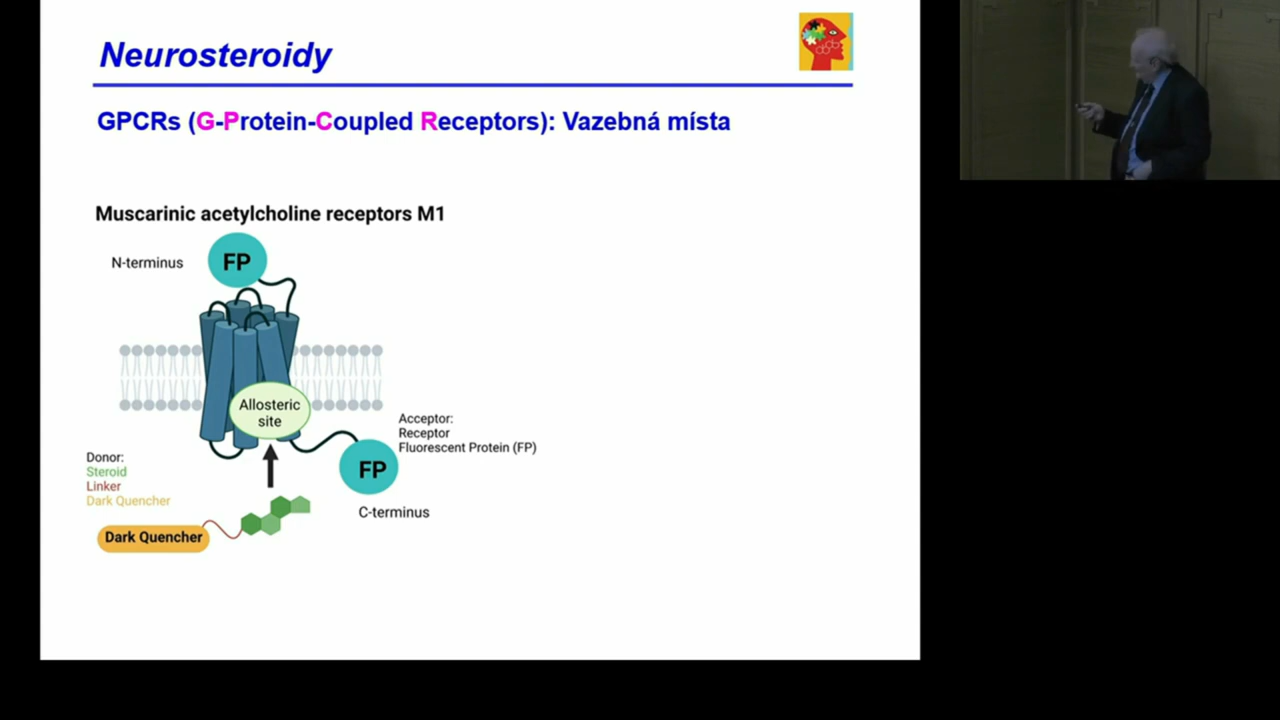 Neurosteroidy
GPCRs (G-Protein-Coupled Receptors): Vazebná místa
Muscarinic acetylcholine receptors M1
N-terminus
FP
Allosteric
site
Acceptor:
Receptor
Fluorescent Protein (FP)
FP
C-terminus
Donor:
Steroid
Linker
Dark Quencher
Dark Quencher